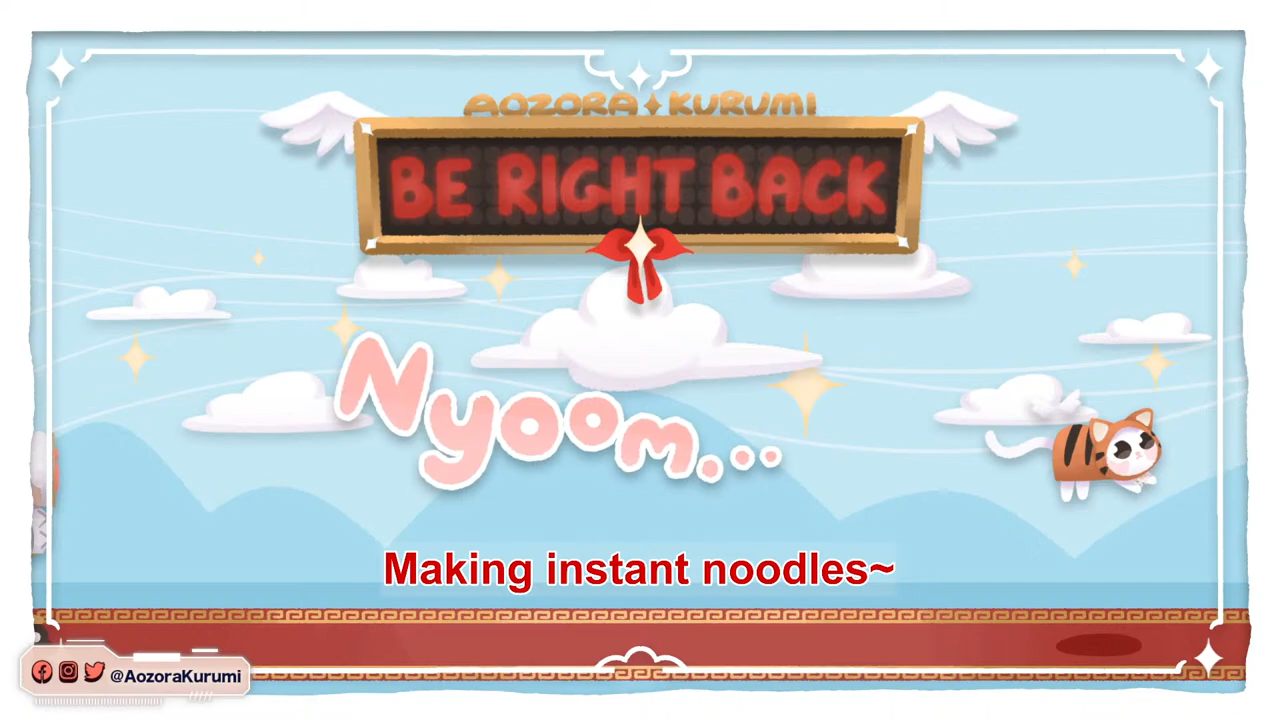 AOZORA KURUMI
BE RIGHT BACK
Nyoom...
Making instant noodles~
@AozoraKurumi